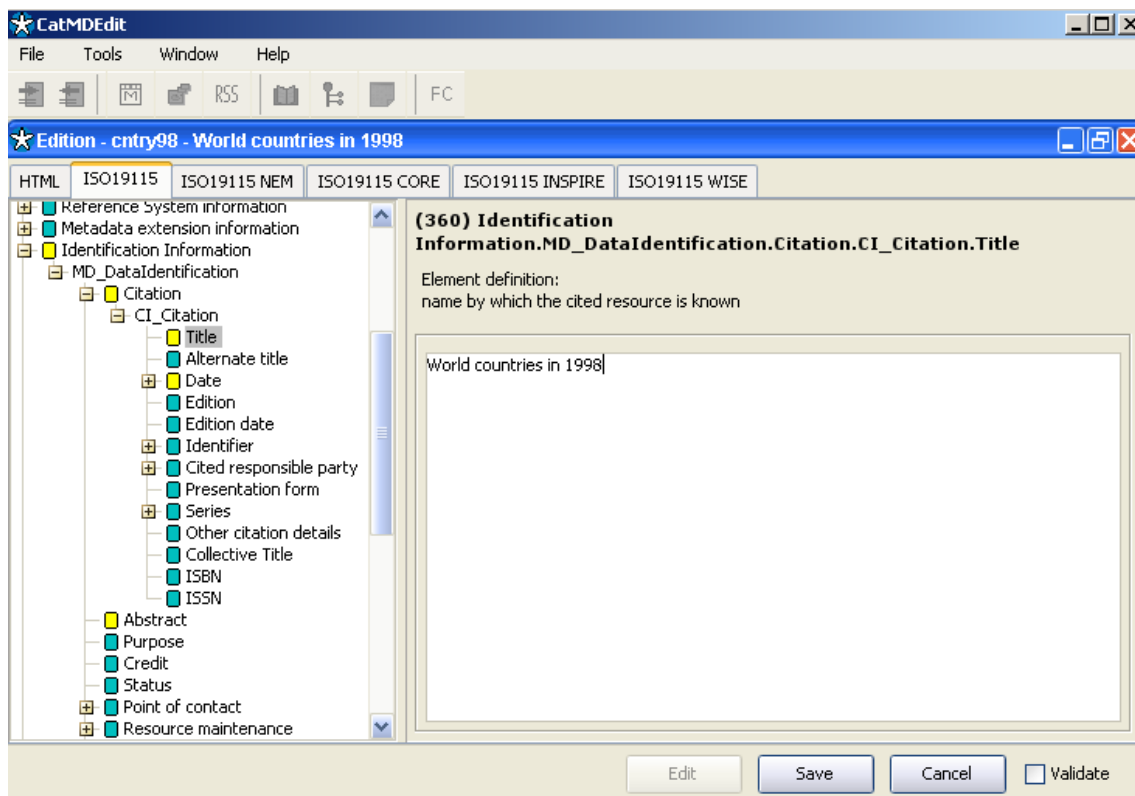 CatMDEdit
File Tools Window Help
RSS FC
Edition - cntry98 - World countries in 1998
HTML ISO19115 ISO19115 NEM ISO19115 CORE ISO19115 INSPIRE ISO19115 WISE
Reference System information
Metadata extension information
Identification Information
MD_DataIdentification
Citation
CI_Citation
Title
Alternate title
Date
Edition
Edition date
Identifier
Cited responsible party
Presentation form
Series
Other citation details
Collective Title
ISBN
ISSN
Abstract
Purpose
Credit
Status
Point of contact
Resource maintenance
(360) Identification
Information.MD_DataIdentification.Citation.CI_Citation.Title
Element definition:
name by which the cited resource is known
World countries in 1998
Edit Save Cancel Validate